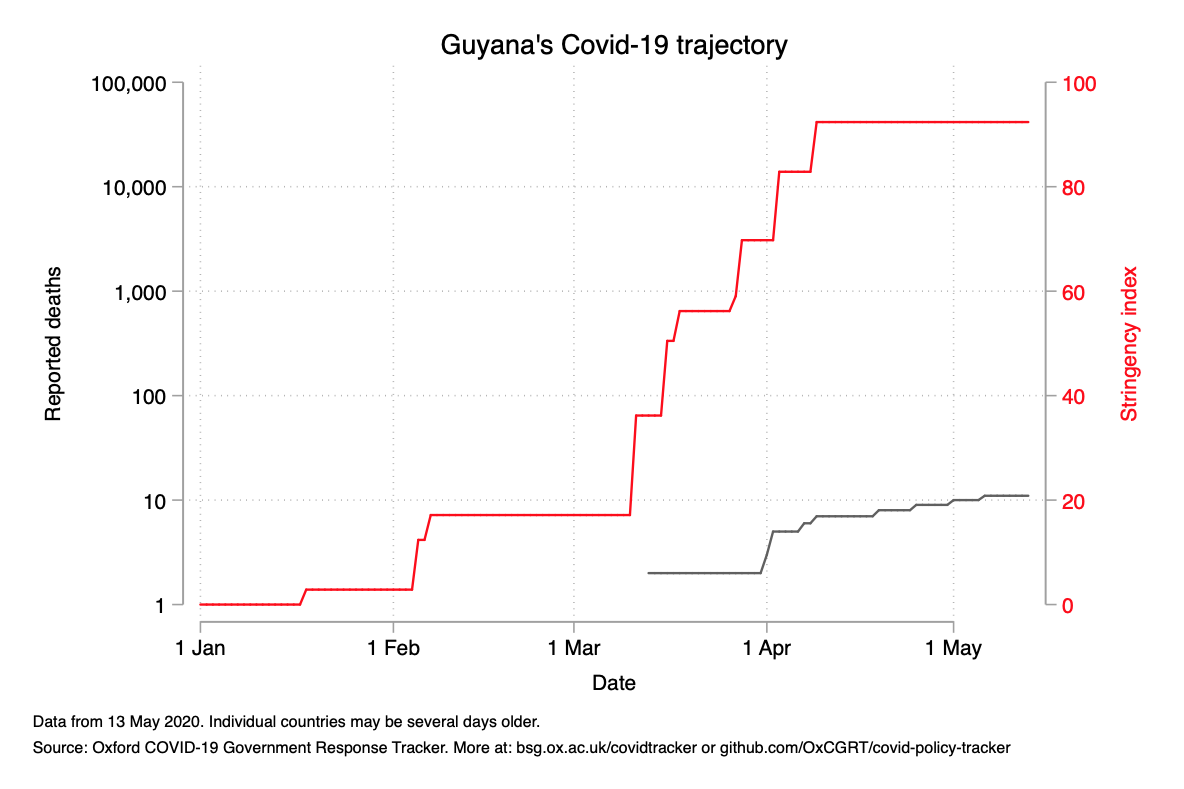 Guyana's Covid-19 trajectory
100,000
10,000
1,000
100
10
1
Reported deaths
100
80
60
40
20
0
Stringency index
1 Jan
1 Feb
1 Mar
1 Apr
1 May
Date
Data from 13 May 2020. Individual countries may be several days older.
Source: Oxford COVID-19 Government Response Tracker. More at: bsg.ox.ac.uk/covidtracker or github.com/OxCGRT/covid-policy-tracker